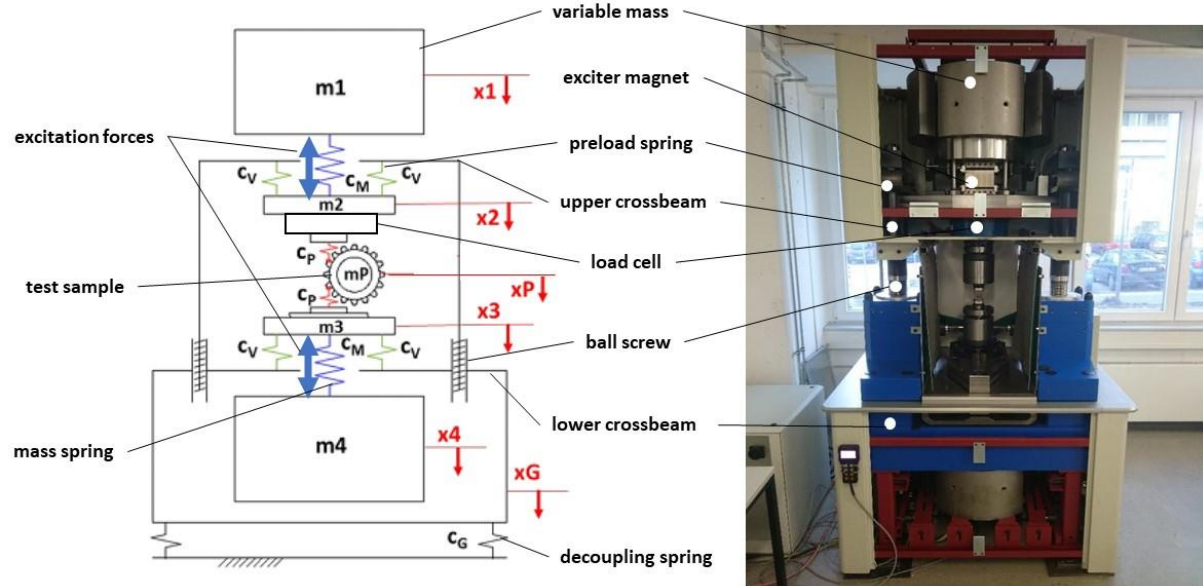 variable mass
m1
x1
exciter magnet
excitation forces
preload spring
cV
cM
cV
m2
x2
upper crossbeam
cP
load cell
test sample
mP
cP
xP
x3
m3
cV
cM
cV
ball screw
mass spring
m4
x4
lower crossbeam
xG
cG
decoupling spring